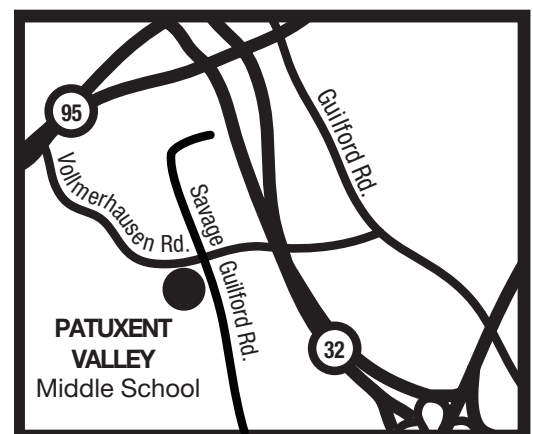 95
Guilford Rd.
Vollmerhausen Rd.
Savage Guilford Rd.
PATUXENT
VALLEY
Middle School
32